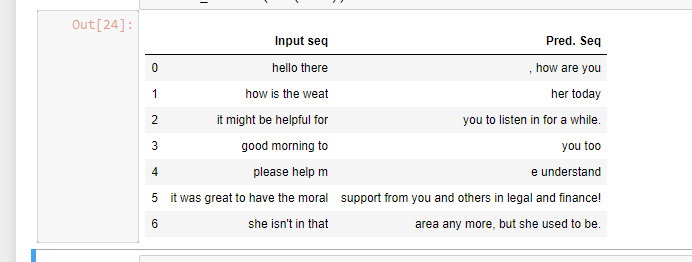 Out[24]:
Input seq Pred. Seq
0 hello there , how are you
1 how is the weat her today
2 it might be helpful for you to listen in for a while.
3 good morning to you too
4 please help m e understand
5 it was great to have the moral support from you and others in legal and finance!
6 she isn't in that area any more, but she used to be.